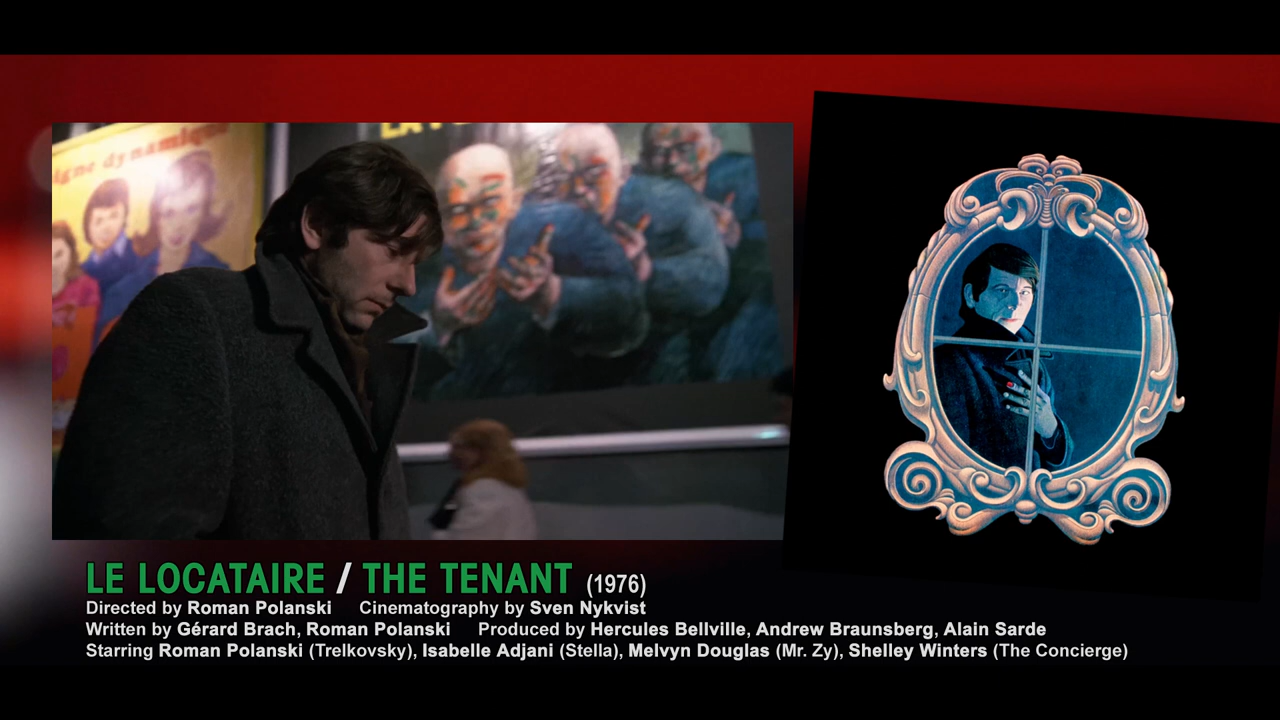 igne dynamique
LE LOCATAIRE / THE TENANT (1976)
Directed by Roman Polanski Cinematography by Sven Nykvist
Written by Gérard Brach, Roman Polanski Produced by Hercules Bellville, Andrew Braunsberg, Alain Sarde
Starring Roman Polanski (Trelkovsky), Isabelle Adjani (Stella), Melvyn Douglas (Mr. Zy), Shelley Winters (The Concierge)